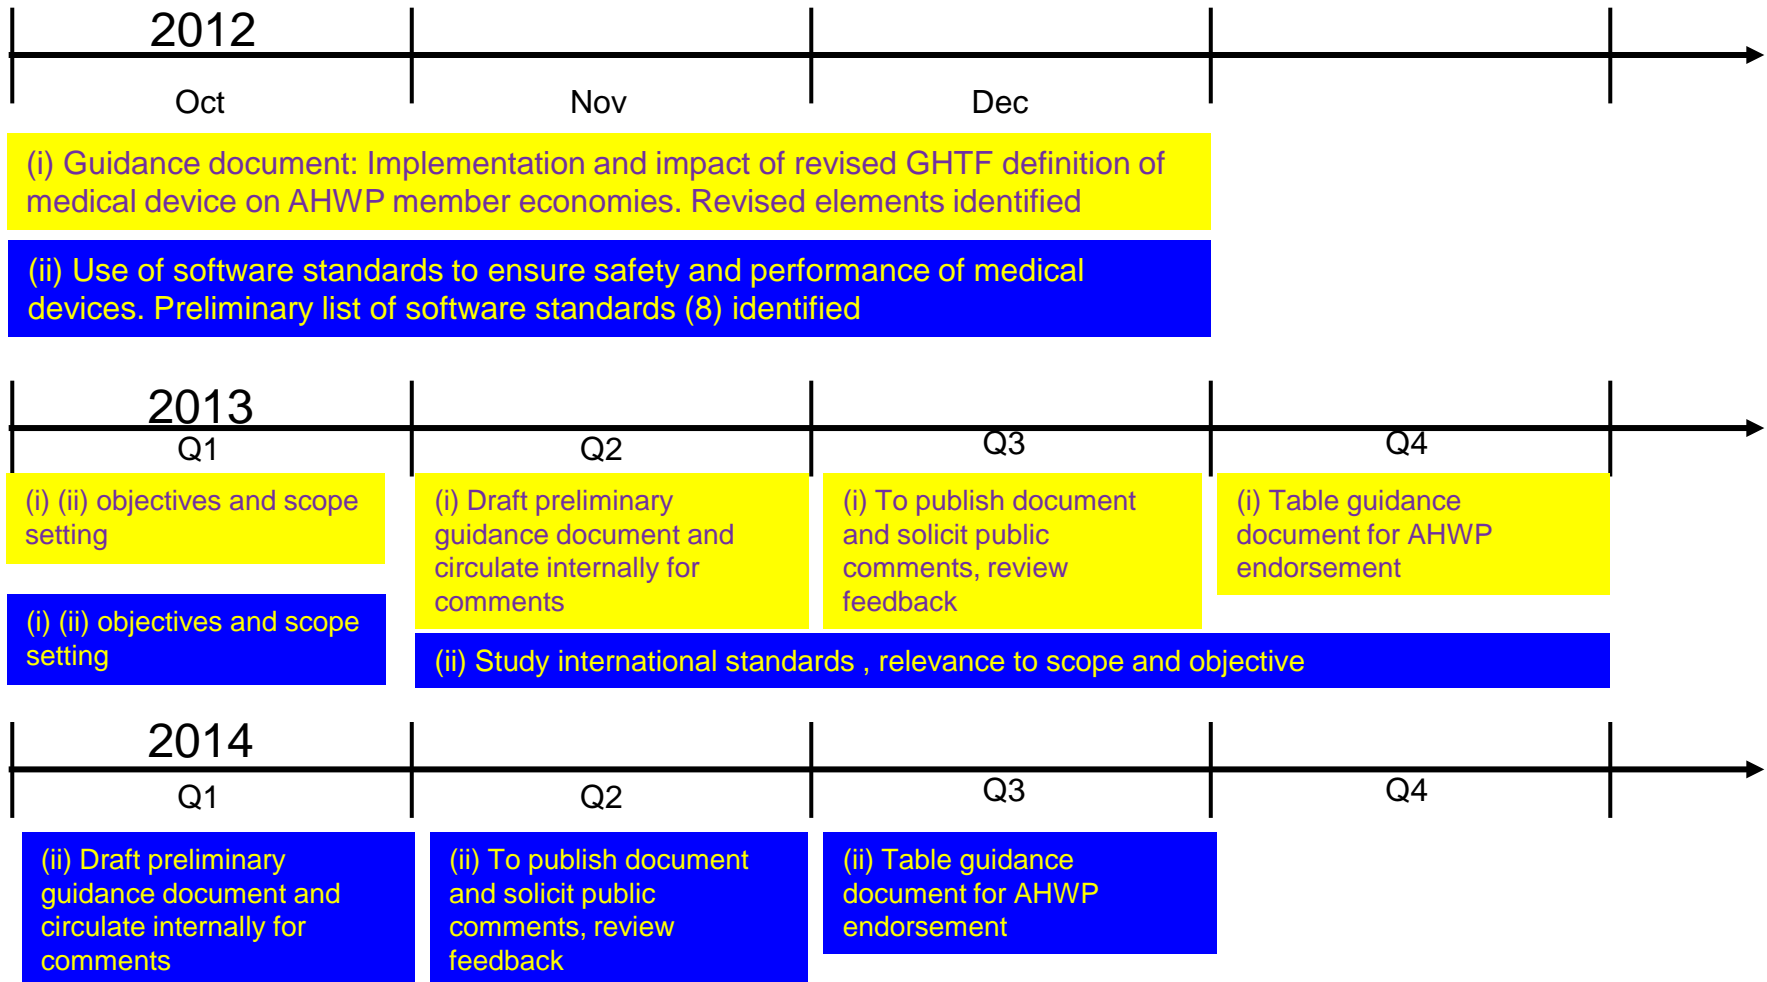 2012
Oct
Nov
Dec
(i) Guidance document: Implementation and impact of revised GHTF definition of
medical device on AHWP member economies. Revised elements identified
(ii) Use of software standards to ensure safety and performance of medical
devices. Preliminary list of software standards (8) identified
2013
Q1
Q2
Q3
Q4
(i) (ii) objectives and scope
setting
(i) Draft preliminary
guidance document and
circulate internally for
comments
(i) To publish document
and solicit public
comments, review
feedback
(i) Table guidance
document for AHWP
endorsement
(i) (ii) objectives and scope
setting
(ii) Study international standards , relevance to scope and objective
2014
Q1
Q2
Q3
Q4
(ii) Draft preliminary
guidance document and
circulate internally for
comments
(ii) To publish document
and solicit public
comments, review
feedback
(ii) Table guidance
document for AHWP
endorsement